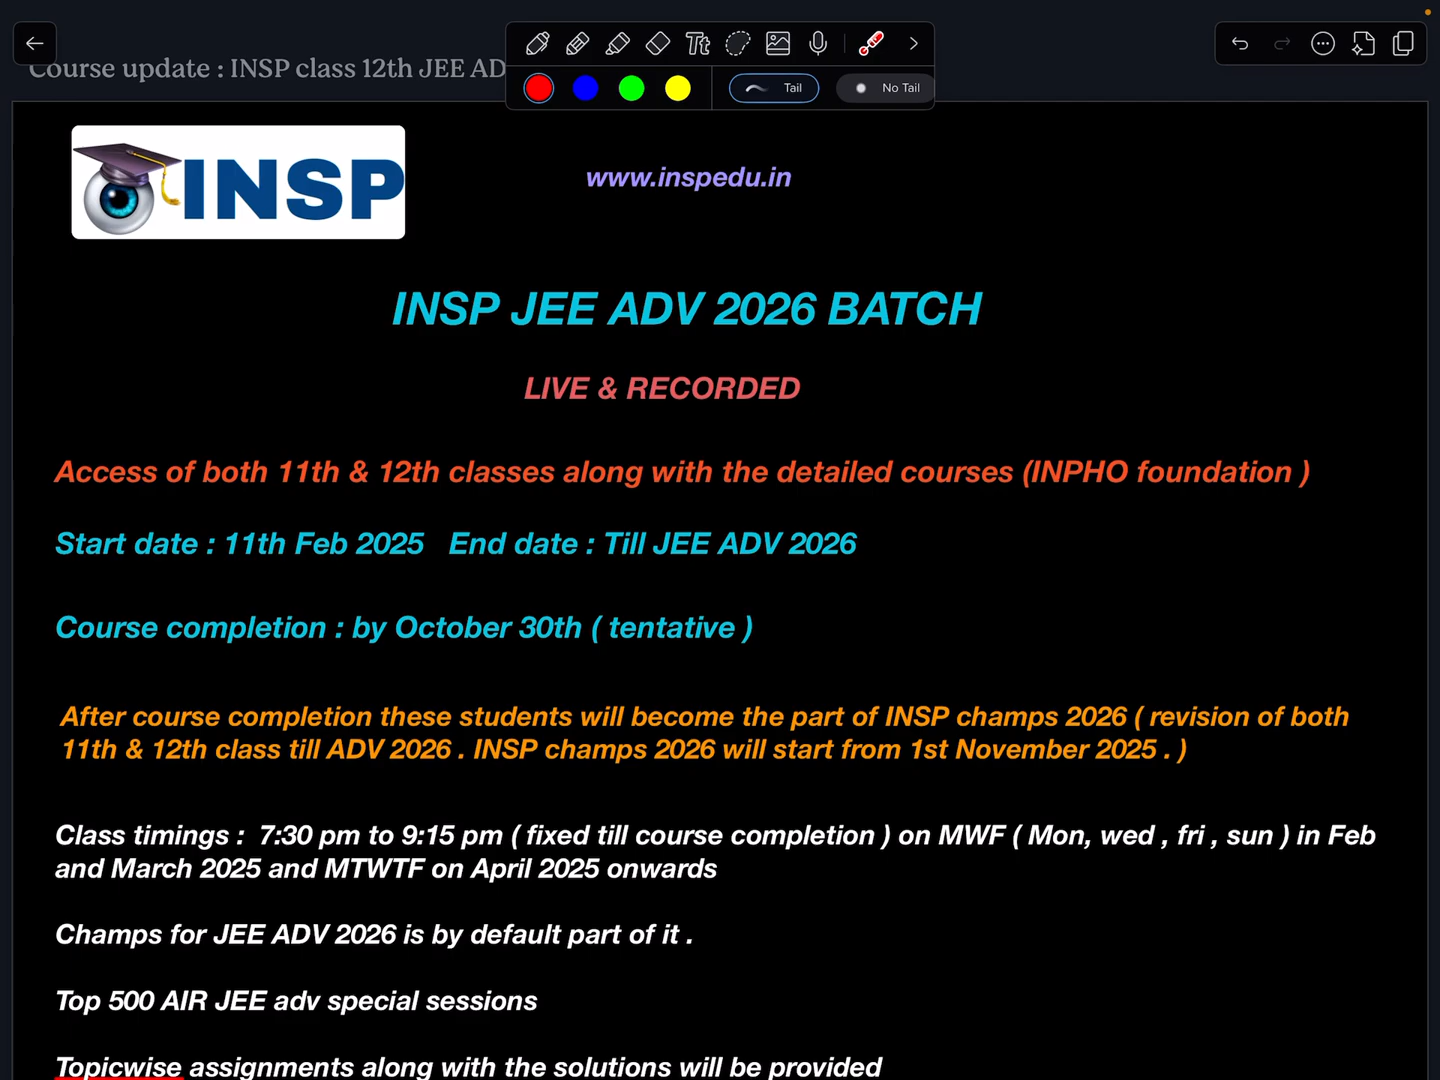 Course update : INSP class 12th JEE AD
Tt
Tail
No Tail
INSP
www.inspedu.in
INSP JEE ADV 2026 BATCH
LIVE & RECORDED
Access of both 11th & 12th classes along with the detailed courses (INPHO foundation )
Start date : 11th Feb 2025 End date : Till JEE ADV 2026
Course completion : by October 30th ( tentative )
After course completion these students will become the part of INSP champs 2026 ( revision of both
11th & 12th class till ADV 2026 . INSP champs 2026 will start from 1st November 2025 . )
Class timings : 7:30 pm to 9:15 pm ( fixed till course completion ) on MWF ( Mon, wed , fri , sun ) in Feb
and March 2025 and MTWTF on April 2025 onwards
Champs for JEE ADV 2026 is by default part of it .
Top 500 AIR JEE adv special sessions
Topicwise assignments along with the solutions will be provided